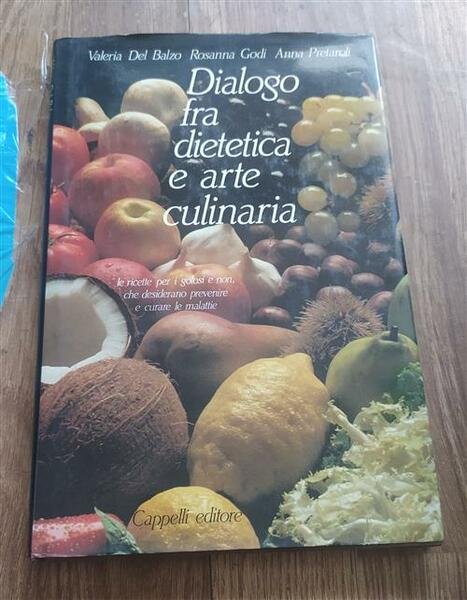 Valeria Del Balzo Rosanna Godi Anna Prefanali
Dialogo
fra
dietetica
e arte
culinaria
le ricette per i golosi e non,
che desiderano prevenire
e curare le malattie
Cappelli editore